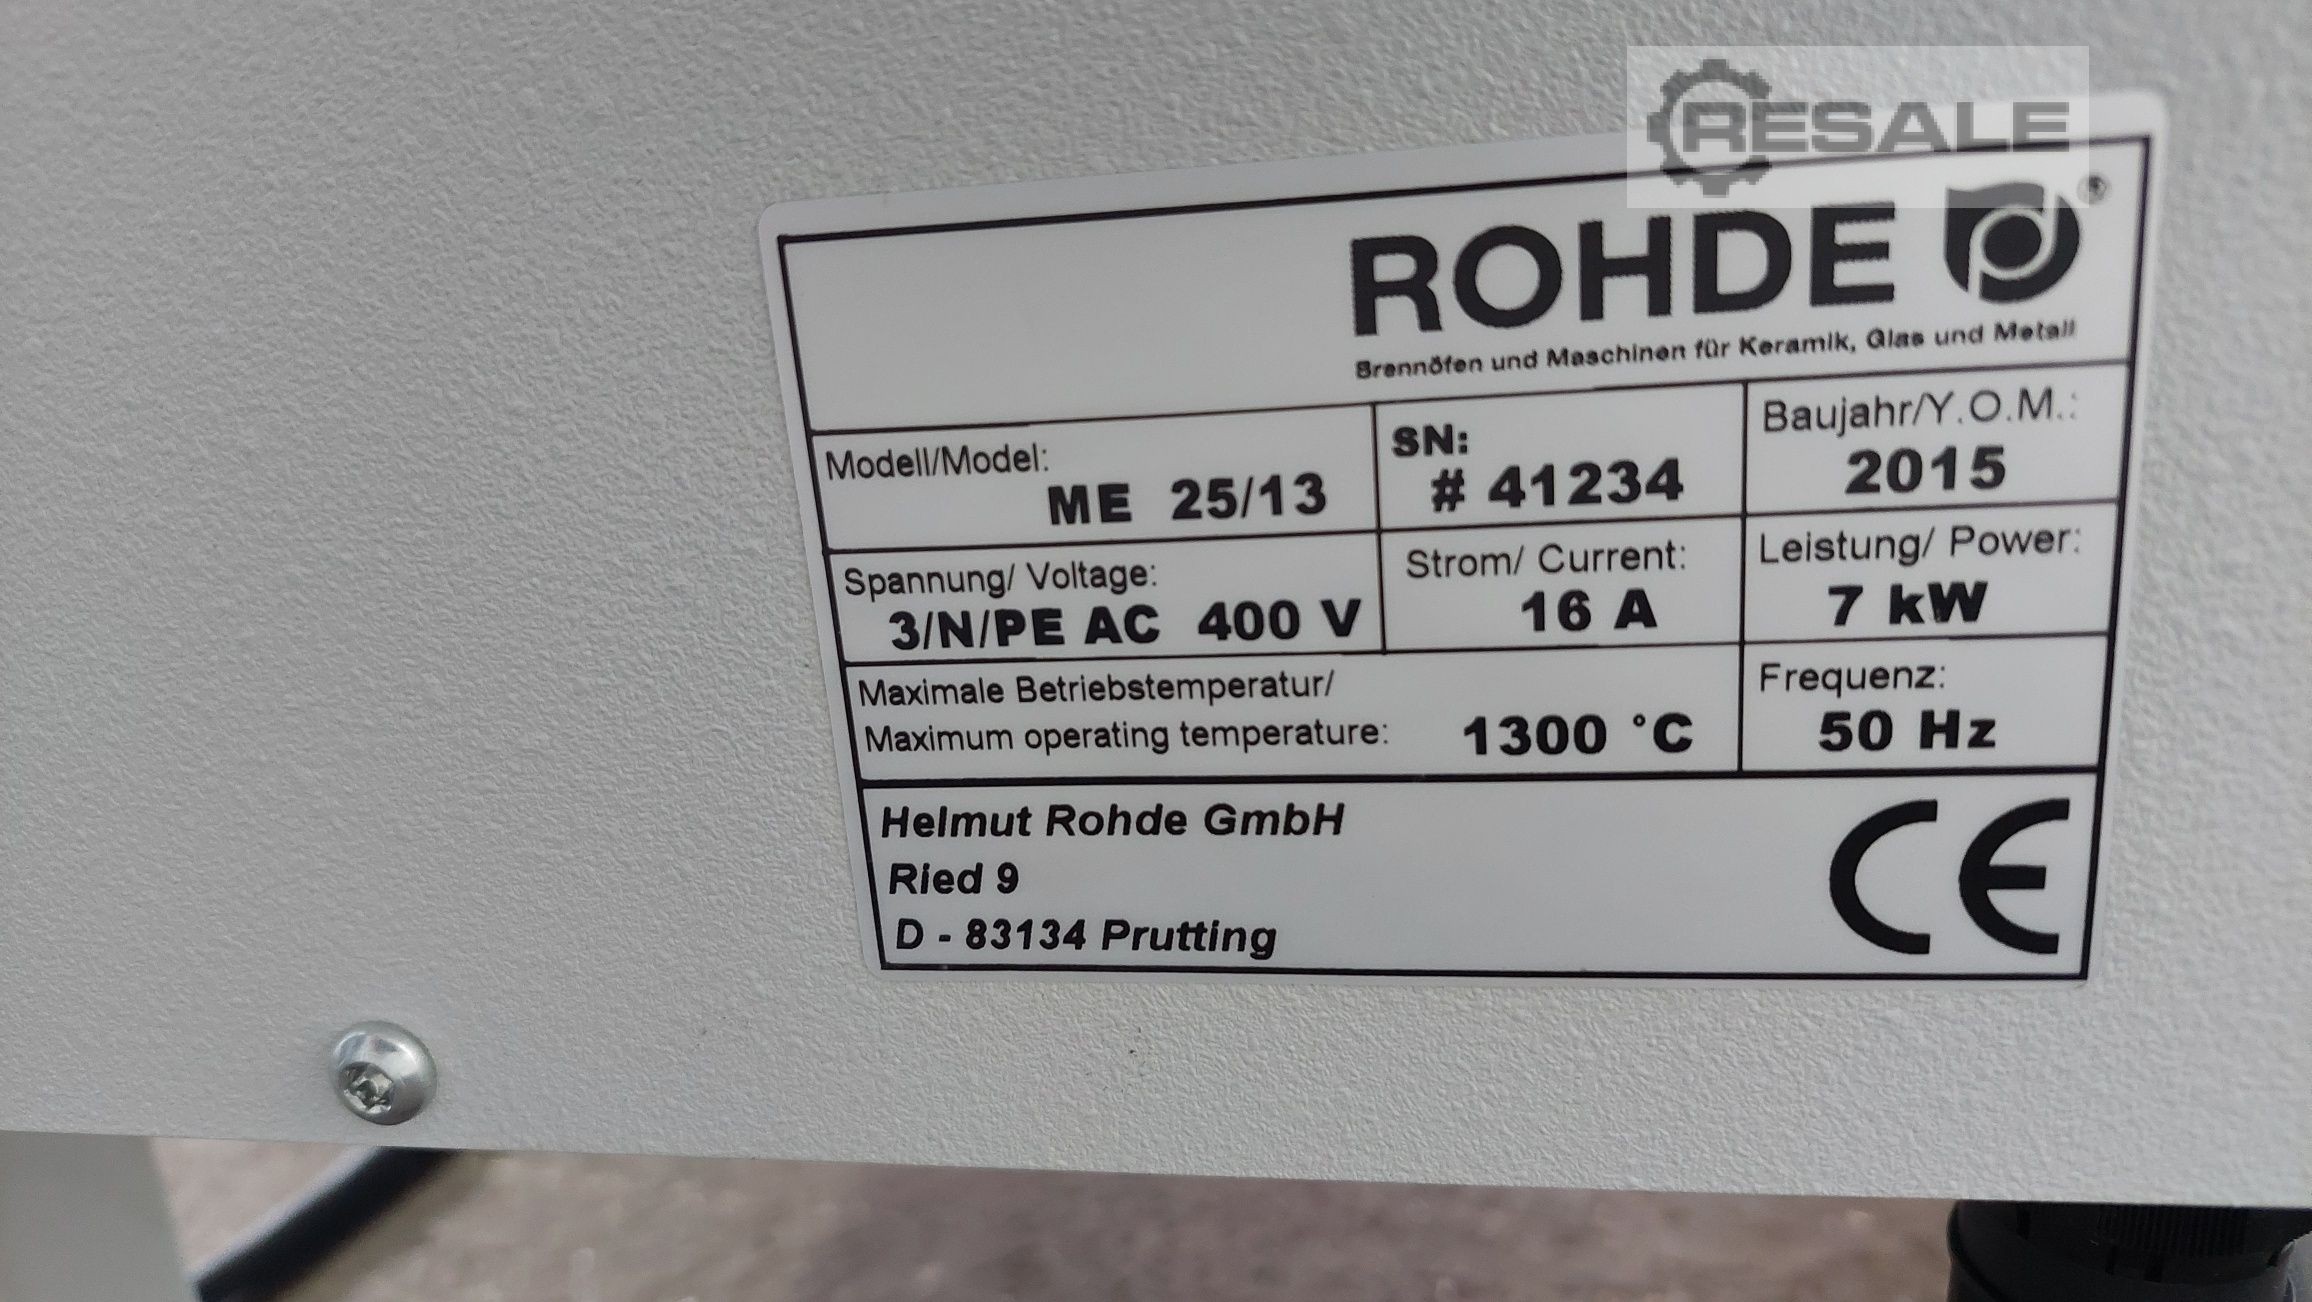 RESALE
ROHDE ®
Brennöfen und Maschinen für Keramik, Glas und Metall
Modell/Model:
ME 25/13
SN:
# 41234
Baujahr/Y.O.M.:
2015
Spannung/ Voltage:
3/N/PE AC 400 V
Strom/ Current:
16 A
Leistung/ Power:
7 kW
Maximale Betriebstemperatur/
Maximum operating temperature: 1300 °C
Frequenz:
50 Hz
Helmut Rohde GmbH
Ried 9
D - 83134 Prutting
CE